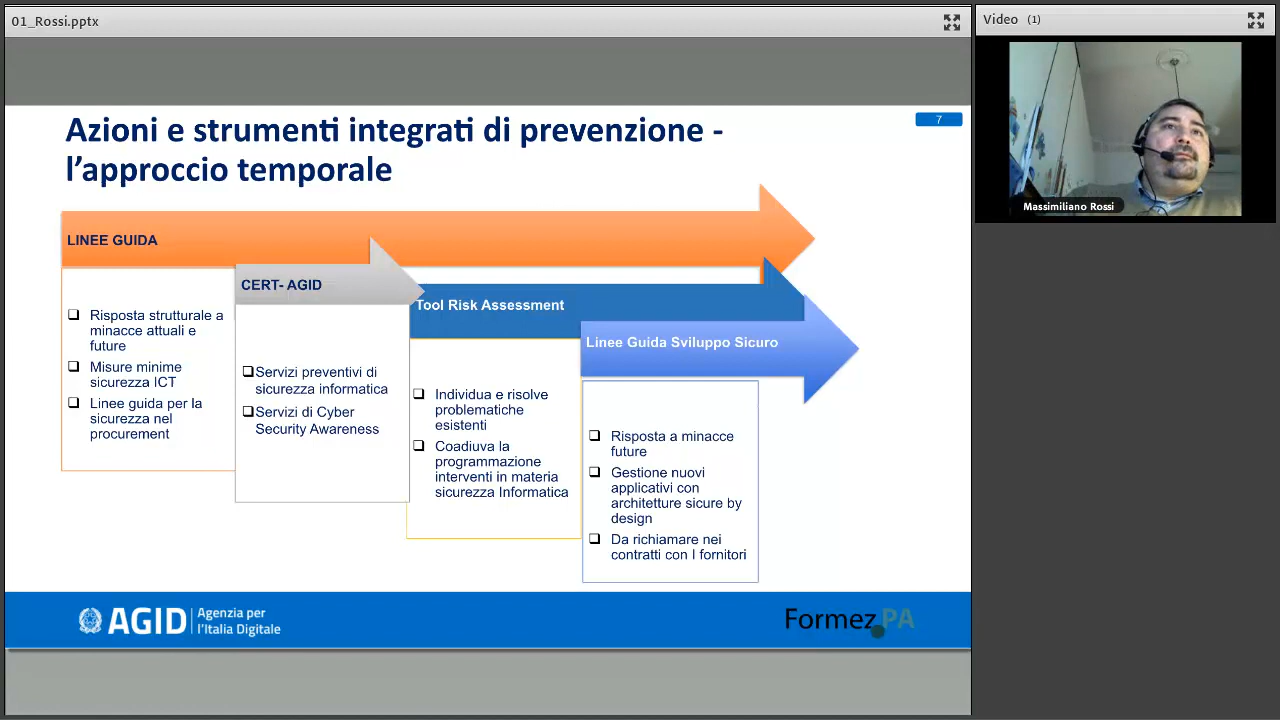 01_Rossi.pptx
Video (1)
Azioni e strumenti integrati di prevenzione -
l'approccio temporale
7
Massimiliano Rossi
LINEE GUIDA
❑ Risposta strutturale a
minacce attuali e
future
❑ Misure minime
sicurezza ICT
❑ Linee guida per la
sicurezza nel
procurement
CERT- AGID
❑Servizi preventivi di
sicurezza informatica
❑Servizi di Cyber
Security Awareness
Tool Risk Assessment
❑ Individua e risolve
problematiche
esistenti
❑ Coadiuva la
programmazione
interventi in materia
sicurezza Informatica
Linee Guida Sviluppo Sicuro
❑ Risposta a minacce
future
❑ Gestione nuovi
applicativi con
architetture sicure by
design
❑ Da richiamare nei
contratti con I fornitori
AGID
Agenzia per
l'Italia Digitale
Formez PA